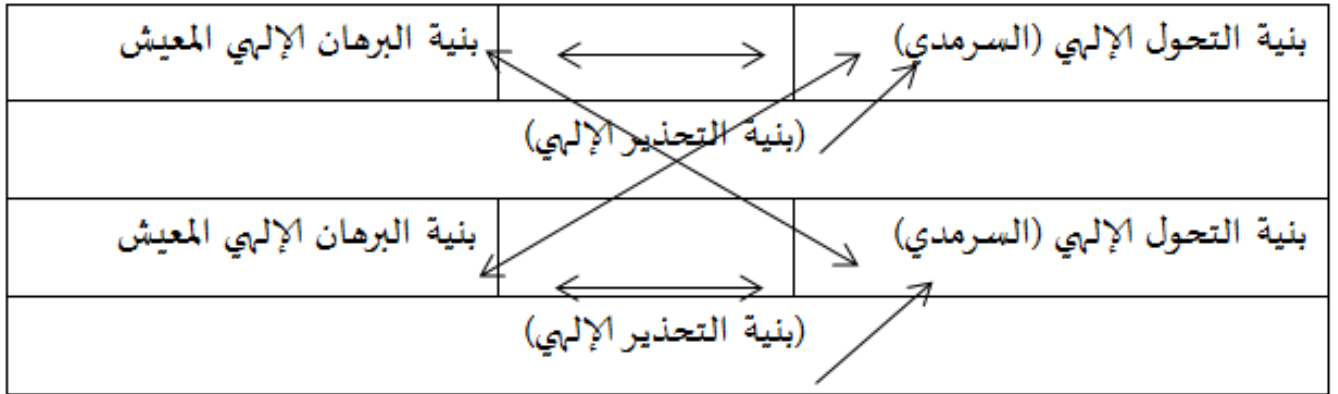 بنية التحول الإلهي (السرمدي)
بنية البرهان الإلهي المعيش
(بنية التحذير الإلهي)
بنية التحول الإلهي (السرمدي)
بنية البرهان الإلهي المعيش
(بنية التحذير الإلهي)